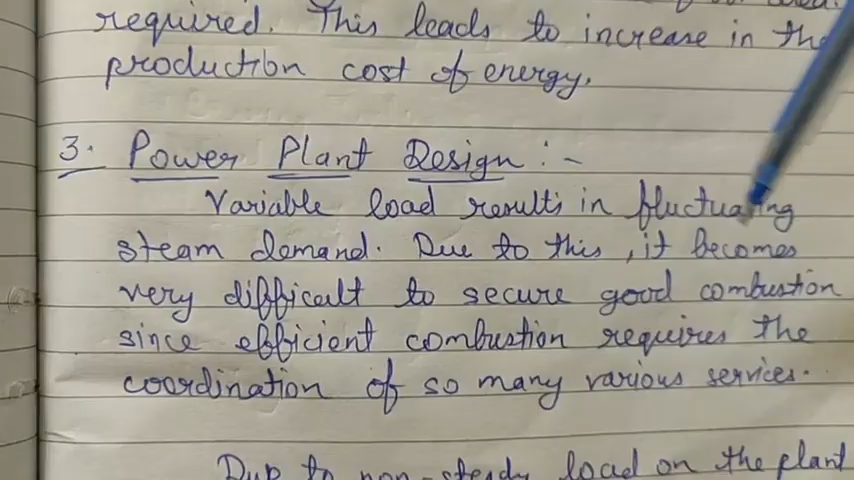 required. This leads to increase in the
production cost of energy.
3. Power Plant Design :-
Variable load results in fluctuating
steam demand. Due to this, it becomes
very difficult to secure good combustion
since efficient combustion requires the
coordination of so many various services.
Due to non-steady load on the plant